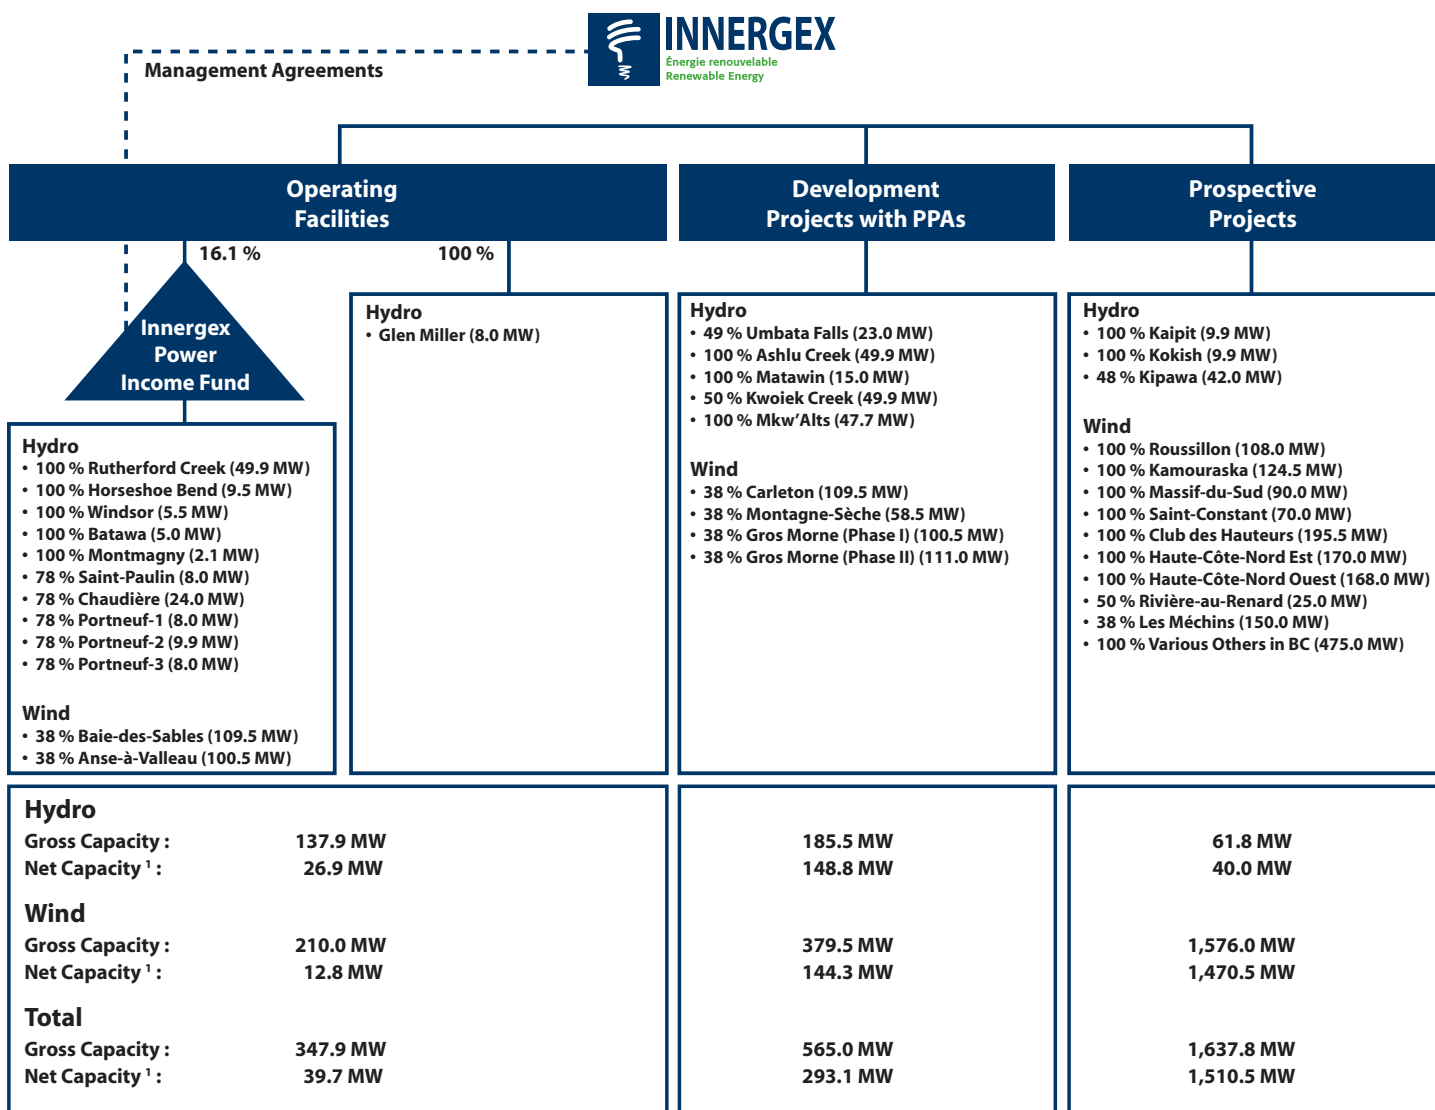 INNERGEX
Énergie renouvelable
Renewable Energy
Management Agreements
Operating
Facilities
Development
Projects with PPAs
Prospective
Projects
16.1 %
100 %
Innergex
Power
Income Fund
Hydro
• 100 % Rutherford Creek (49.9 MW)
• 100 % Horseshoe Bend (9.5 MW)
• 100 % Windsor (5.5 MW)
• 100 % Batawa (5.0 MW)
• 100 % Montmagny (2.1 MW)
• 78 % Saint-Paulin (8.0 MW)
• 78 % Chaudière (24.0 MW)
• 78 % Portneuf-1 (8.0 MW)
• 78 % Portneuf-2 (9.9 MW)
• 78 % Portneuf-3 (8.0 MW)
Wind
• 38 % Baie-des-Sables (109.5 MW)
• 38 % Anse-à-Valleau (100.5 MW)
Hydro
• Glen Miller (8.0 MW)
Hydro
• 49 % Umbata Falls (23.0 MW)
• 100 % Ashlu Creek (49.9 MW)
• 100 % Matawin (15.0 MW)
• 50 % Kwoiek Creek (49.9 MW)
• 100 % Mkw'Alts (47.7 MW)
Wind
• 38 % Carleton (109.5 MW)
• 38 % Montagne-Sèche (58.5 MW)
• 38 % Gros Morne (Phase I) (100.5 MW)
• 38 % Gros Morne (Phase II) (111.0 MW)
Hydro
• 100 % Kaipit (9.9 MW)
• 100 % Kokish (9.9 MW)
• 48 % Kipawa (42.0 MW)
Wind
• 100 % Roussillon (108.0 MW)
• 100 % Kamouraska (124.5 MW)
• 100 % Massif-du-Sud (90.0 MW)
• 100 % Saint-Constant (70.0 MW)
• 100 % Club des Hauteurs (195.5 MW)
• 100 % Haute-Côte-Nord Est (170.0 MW)
• 100 % Haute-Côte-Nord Ouest (168.0 MW)
• 50 % Rivière-au-Renard (25.0 MW)
• 38 % Les Méchins (150.0 MW)
• 100 % Various Others in BC (475.0 MW)
Hydro
Gross Capacity : 137.9 MW 185.5 MW 61.8 MW
Net Capacity ¹ : 26.9 MW 148.8 MW 40.0 MW
Wind
Gross Capacity : 210.0 MW 379.5 MW 1,576.0 MW
Net Capacity ¹ : 12.8 MW 144.3 MW 1,470.5 MW
Total
Gross Capacity : 347.9 MW 565.0 MW 1,637.8 MW
Net Capacity ¹ : 39.7 MW 293.1 MW 1,510.5 MW